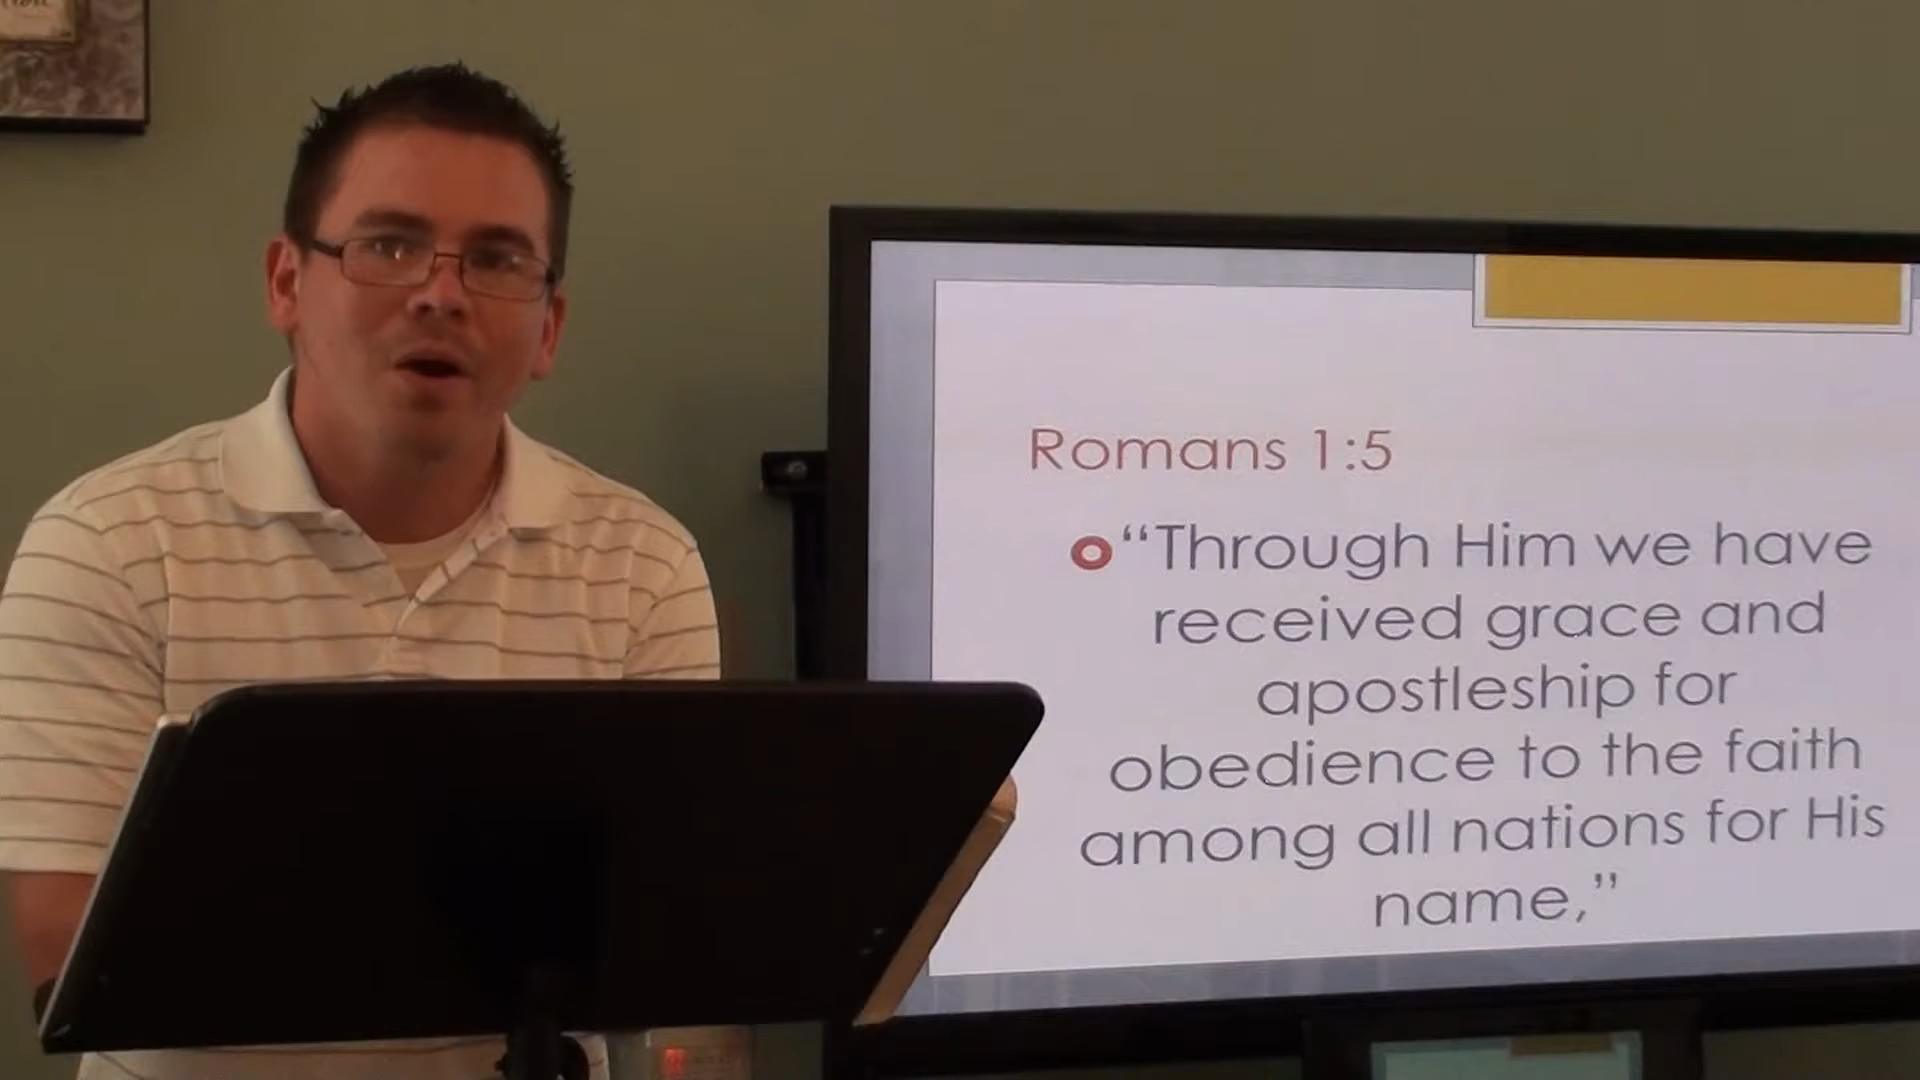 Romans 1:5
“Through Him we have
received grace and
apostleship for
obedience to the faith
among all nations for His
name,”